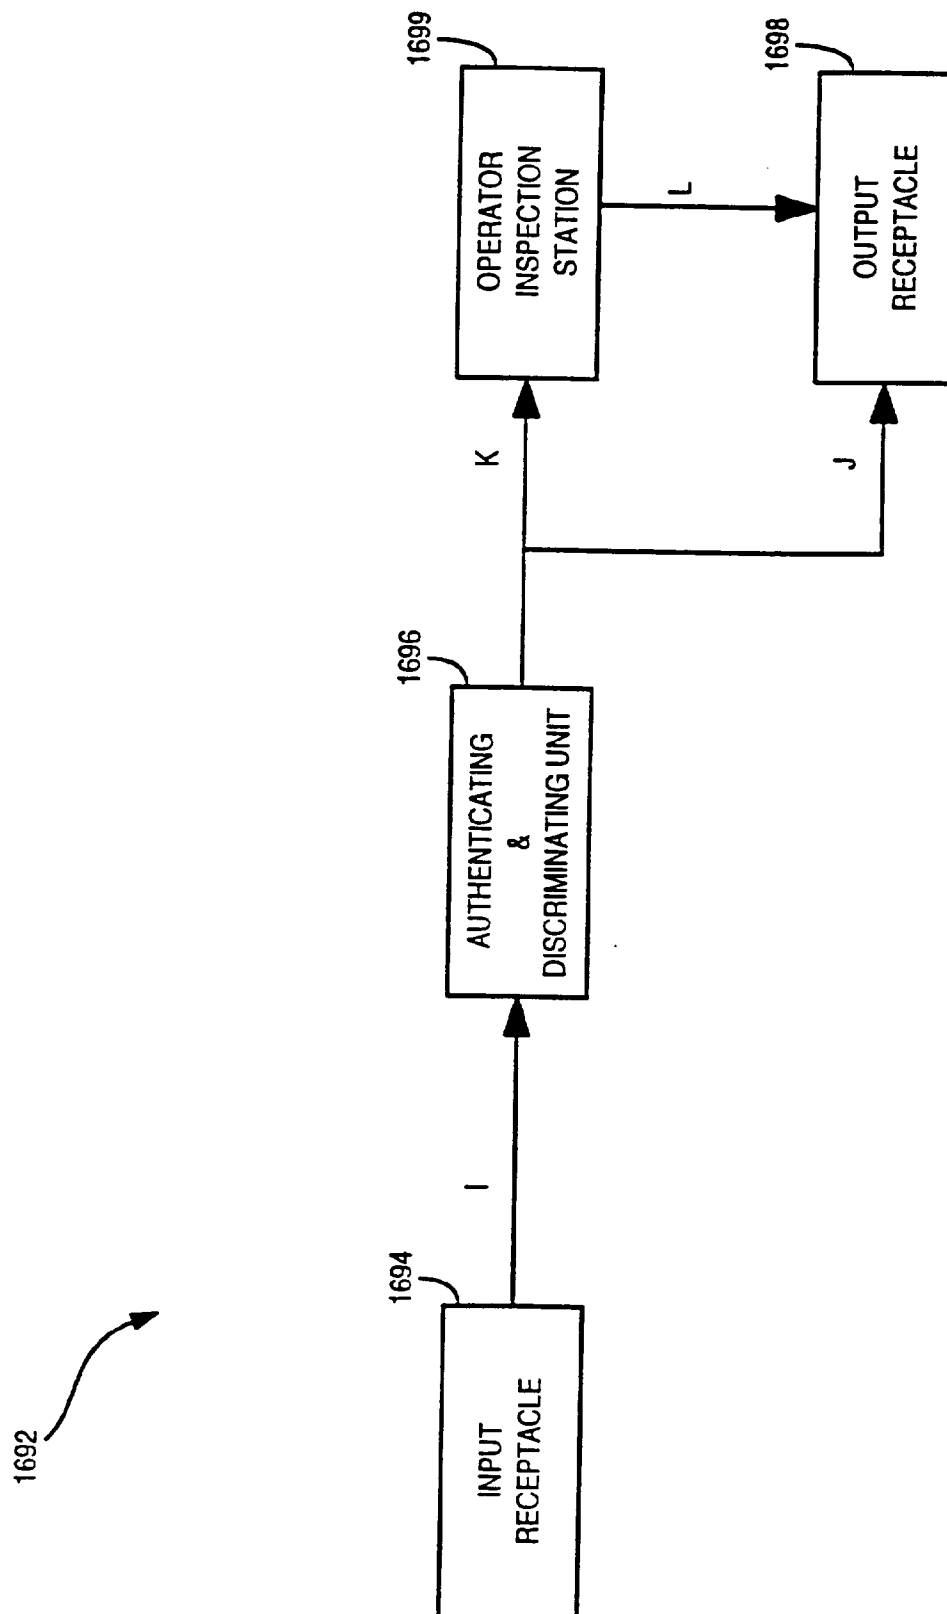 1692
1694
INPUT
RECEPTACLE
I
1696
AUTHENTICATING
&
DISCRIMINATING UNIT
K
J
1699
OPERATOR
INSPECTION
STATION
L
1698
OUTPUT
RECEPTACLE